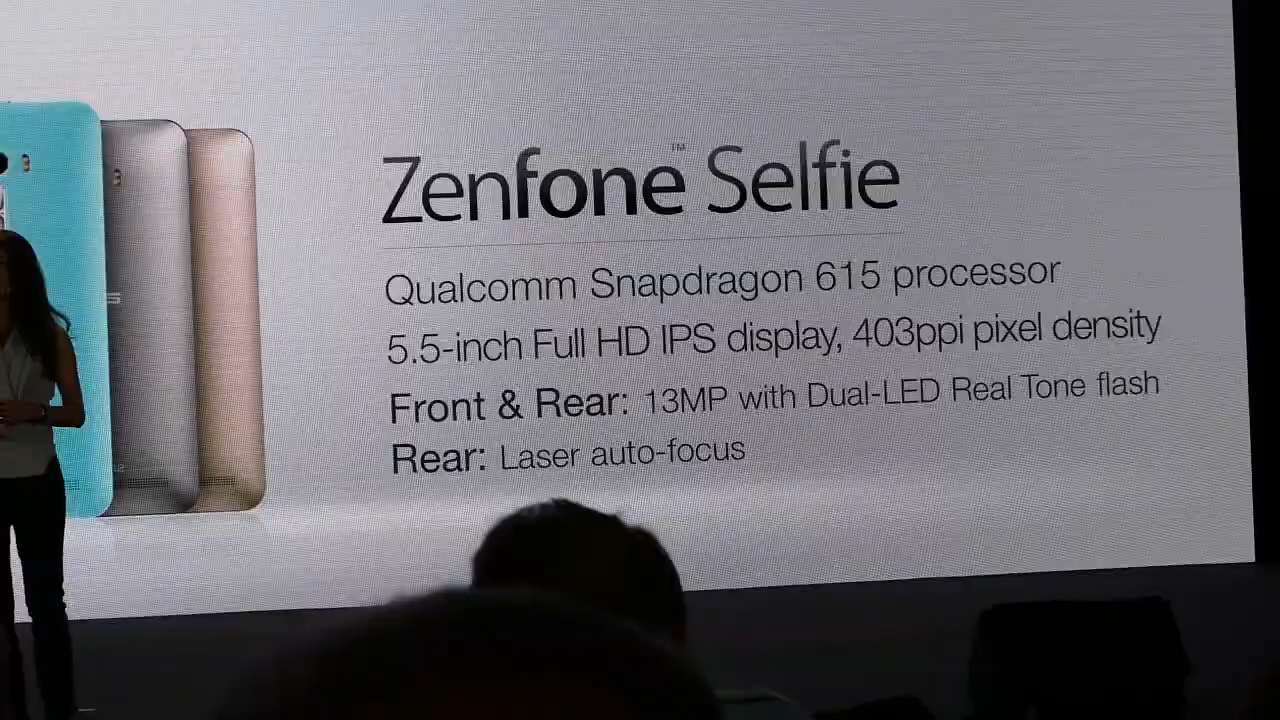 Zenfone™ Selfie
Qualcomm Snapdragon 615 processor
5.5-inch Full HD IPS display, 403ppi pixel density
Front & Rear: 13MP with Dual-LED Real Tone flash
Rear: Laser auto-focus